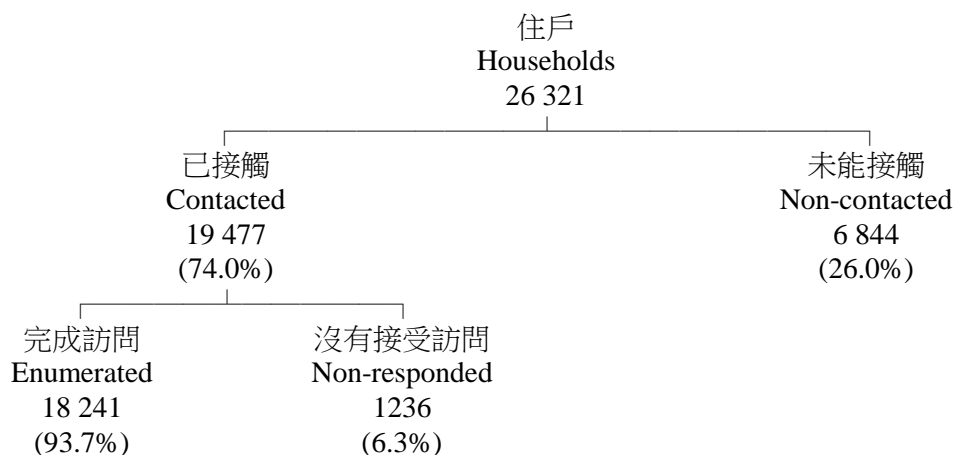 住戶
Households
26 321
已接觸
Contacted
19 477
(74.0%)
未能接觸
Non-contacted
6 844
(26.0%)
完成訪問
Enumerated
18 241
(93.7%)
沒有接受訪問
Non-responded
1236
(6.3%)